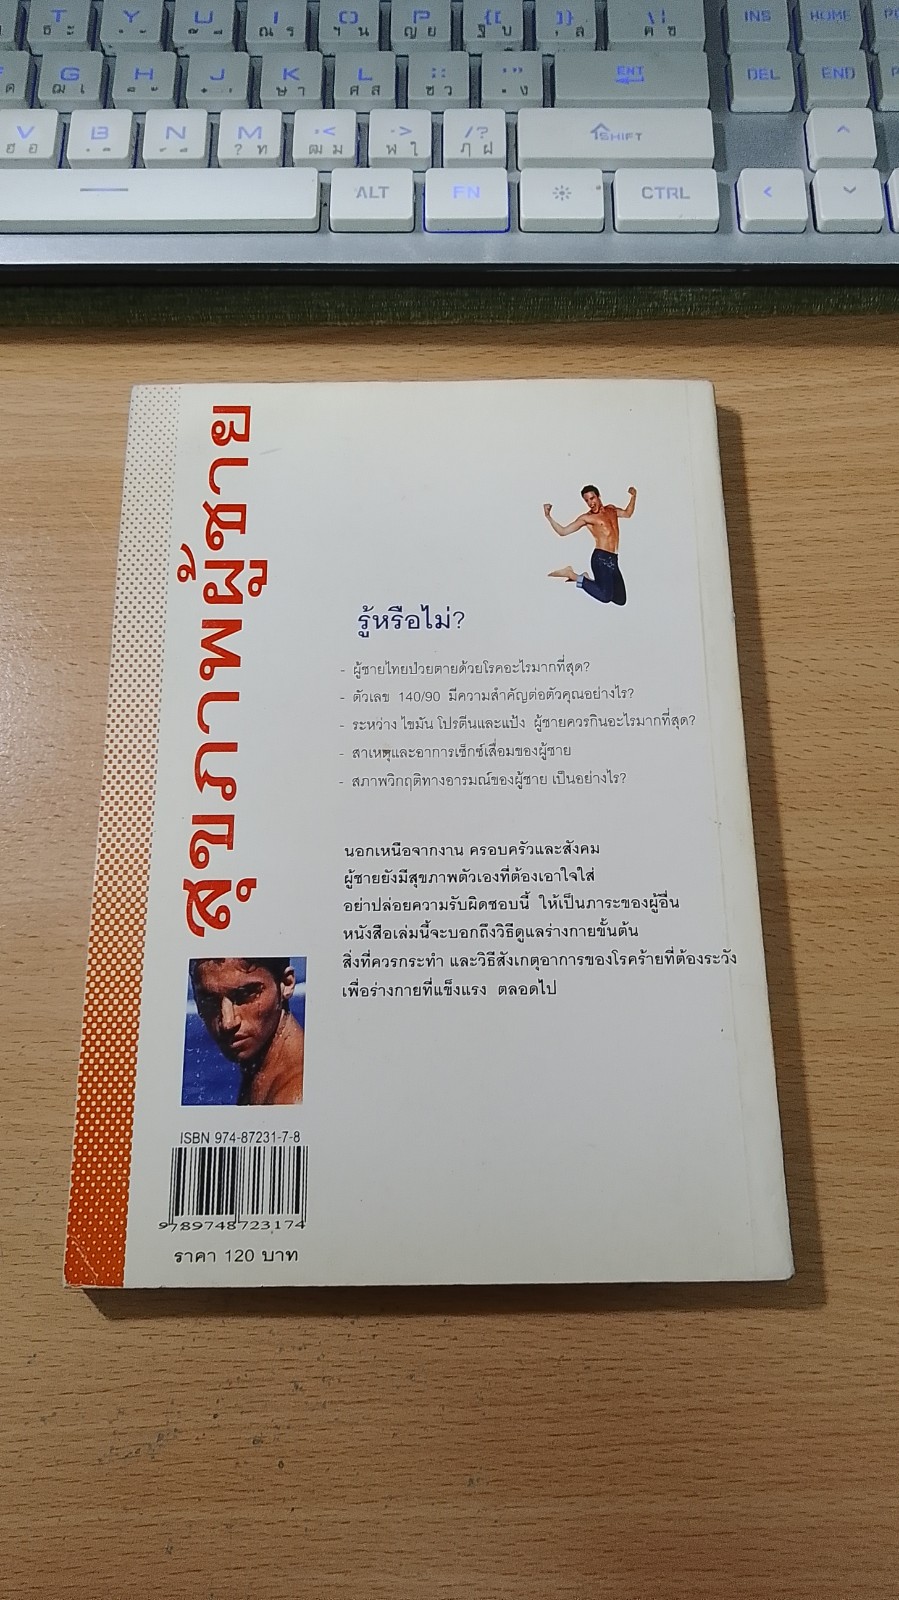 T Y U I O P {[ ]} \|
INS HOME
G H J K L :; "' ENT
DEL END
V B N M ,< .> /? SHIFT
ALT FN CTRL
สุขภาพผู้ชาย
รู้หรือไม่?
- ผู้ชายไทยป่วยตายด้วยโรคอะไรมากที่สุด?
- ตัวเลข 140/90 มีความสำคัญต่อตัวคุณอย่างไร?
- ระหว่าง ไขมัน โปรตีนและแป้ง ผู้ชายควรกินอะไรมากที่สุด?
- สาเหตุและอาการเซ็กซ์เสื่อมของผู้ชาย
- สภาพวิกฤติทางอารมณ์ของผู้ชาย เป็นอย่างไร?
นอกเหนือจากงาน ครอบครัวและสังคม
ผู้ชายยังมีสุขภาพตัวเองที่ต้องเอาใจใส่
อย่าปล่อยความรับผิดชอบนี้ ให้เป็นภาระของผู้อื่น
หนังสือเล่มนี้จะบอกถึงวิธีดูแลร่างกายขั้นต้น
สิ่งที่ควรกระทำ และวิธีสังเกตุอาการของโรคร้ายที่ต้องระวัง
เพื่อร่างกายที่แข็งแรง ตลอดไป
ISBN 974-87231-7-8
9789748723174
ราคา 120 บาท